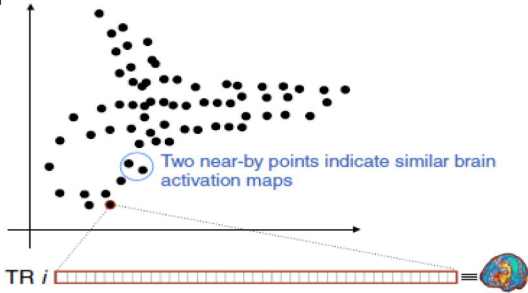 Two near-by points indicate similar brain
activation maps
TR i